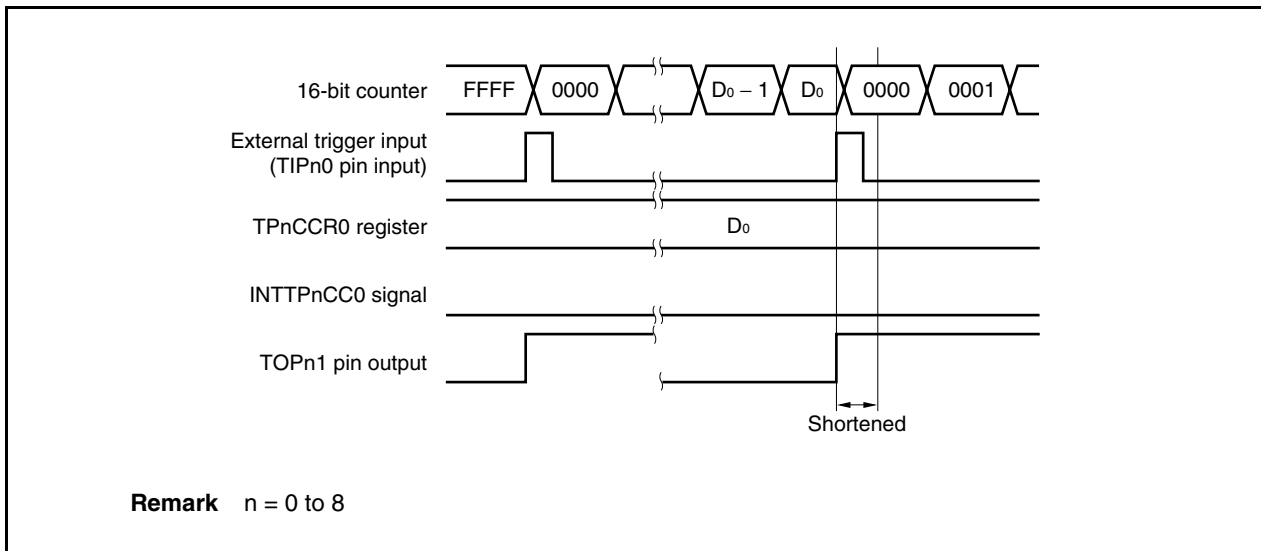 16-bit counter FFFF 0000 D0 − 1 D0 0000 0001
External trigger input
(TIPn0 pin input)
TPnCCR0 register D0
INTTPnCC0 signal
TOPn1 pin output
Shortened
Remark n = 0 to 8